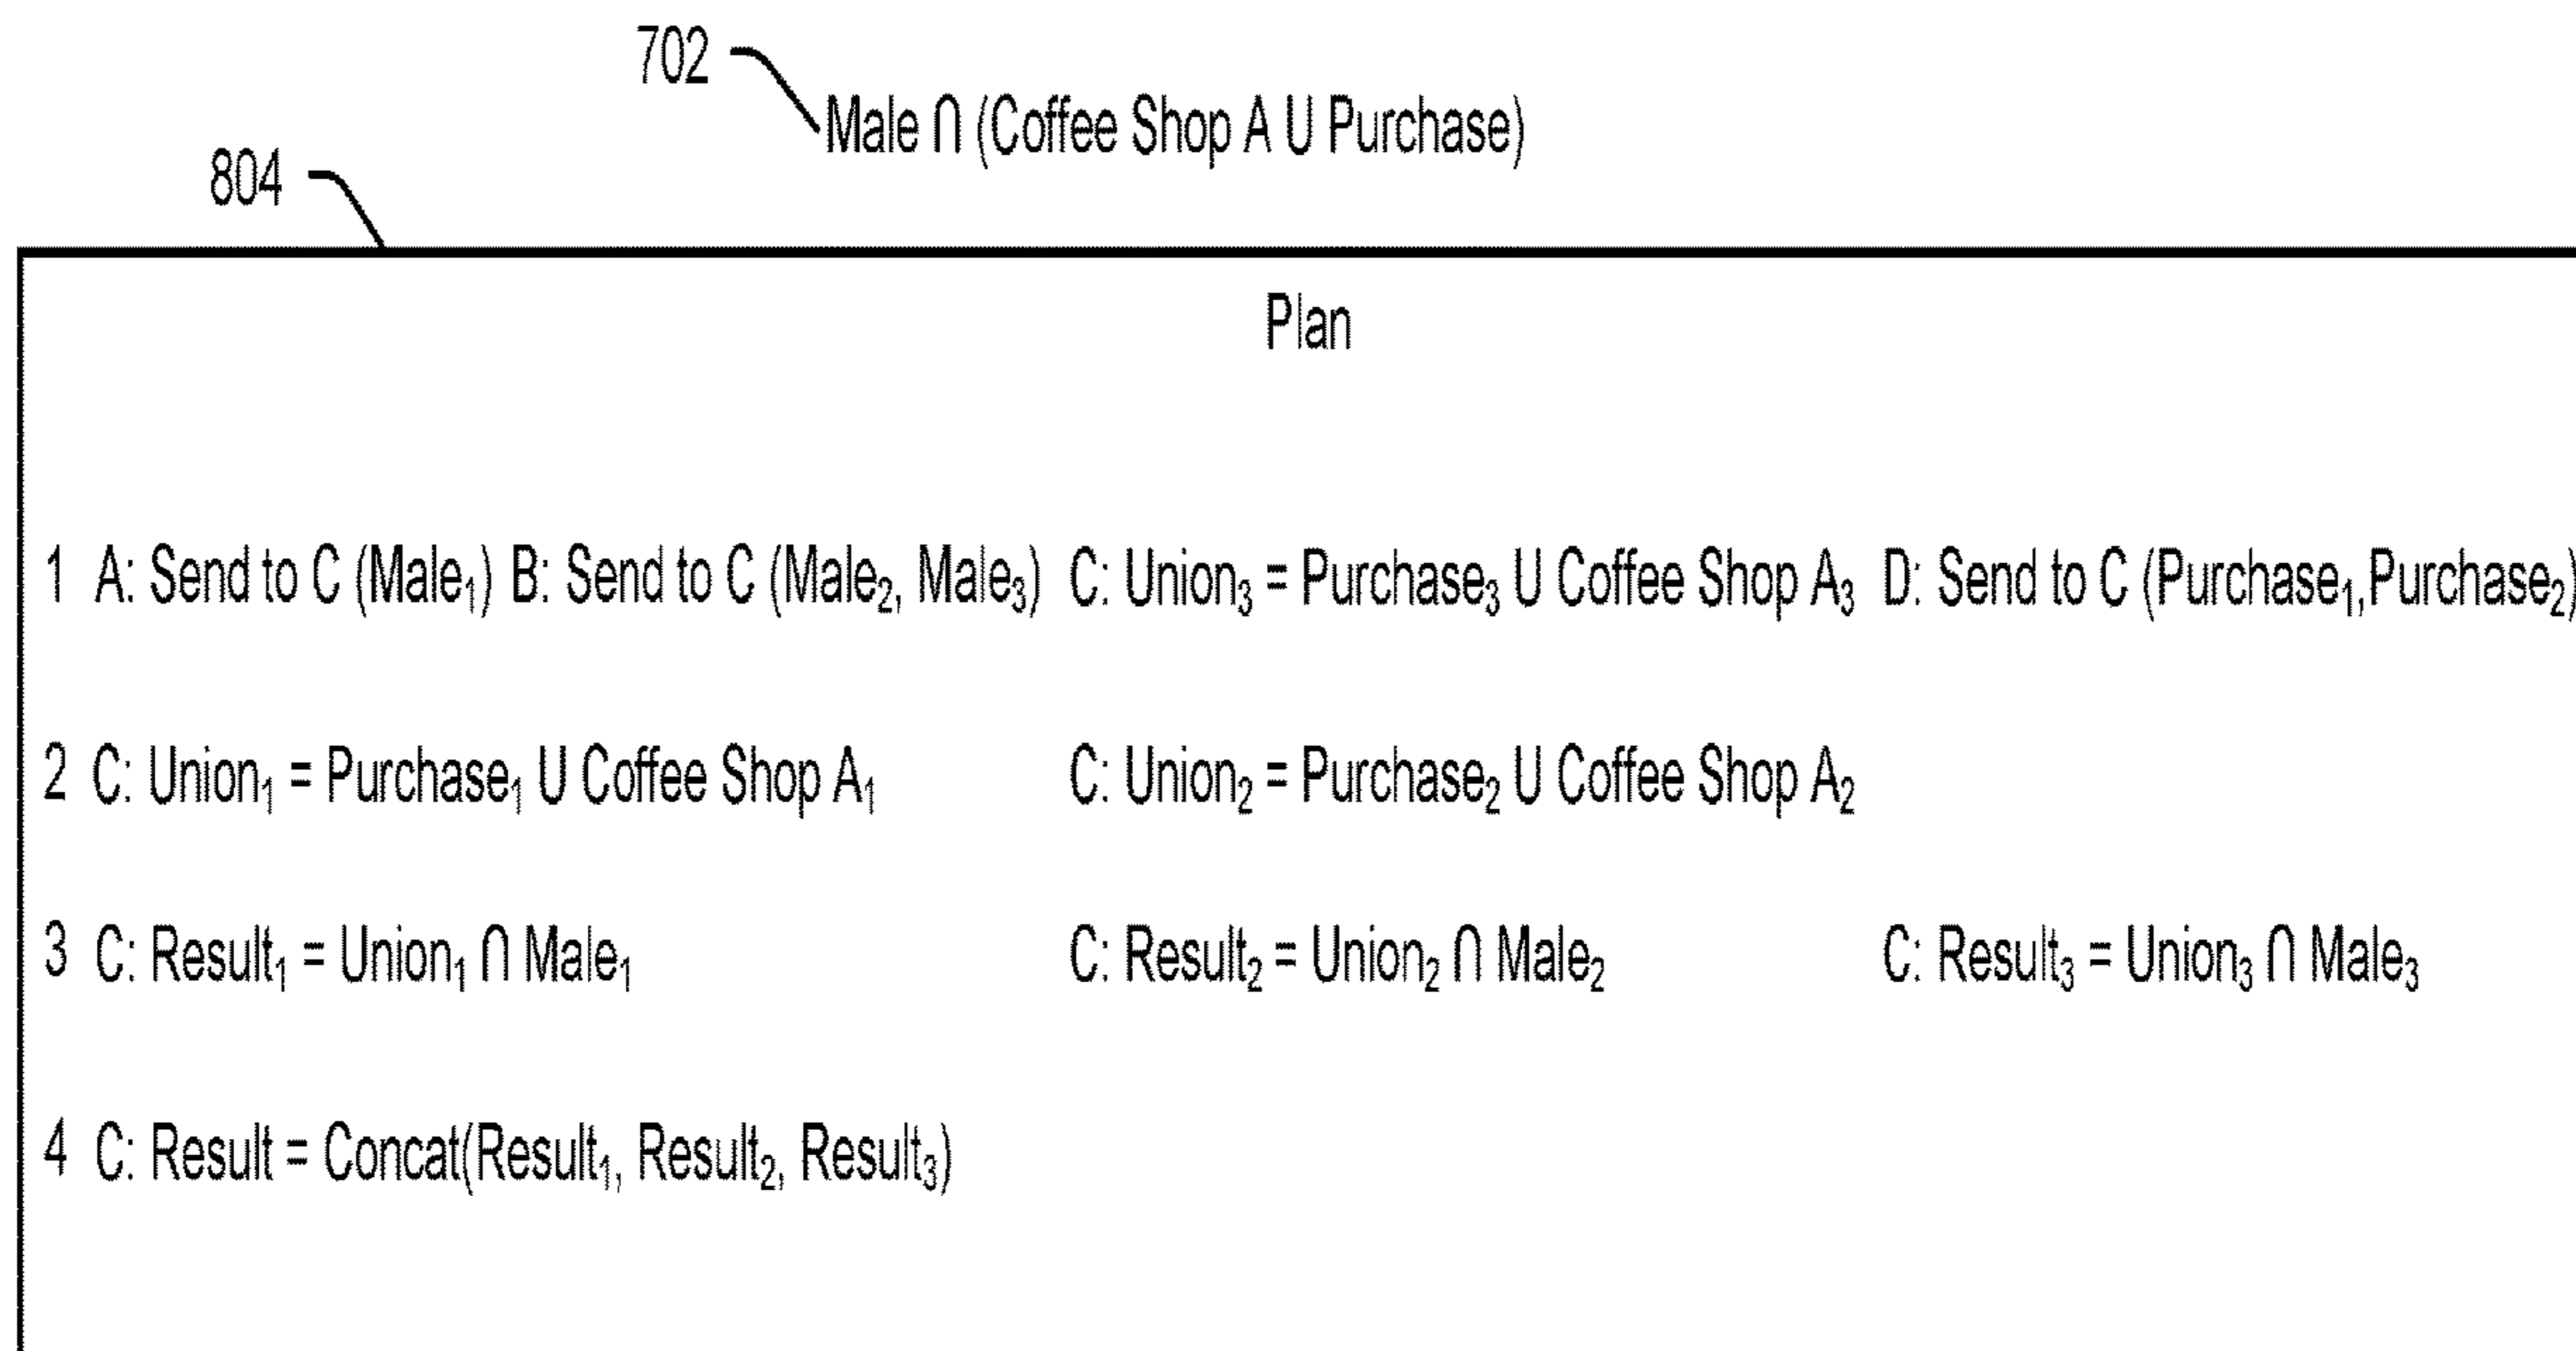 702
Male ∩ (Coffee Shop A U Purchase)
804
Plan
1 A: Send to C (Male₁) B: Send to C (Male₂, Male₃) C: Union₃ = Purchase₃ U Coffee Shop A₃ D: Send to C (Purchase₁,Purchase₂)
2 C: Union₁ = Purchase₁ U Coffee Shop A₁ C: Union₂ = Purchase₂ U Coffee Shop A₂
3 C: Result₁ = Union₁ ∩ Male₁ C: Result₂ = Union₂ ∩ Male₂ C: Result₃ = Union₃ ∩ Male₃
4 C: Result = Concat(Result₁, Result₂, Result₃)